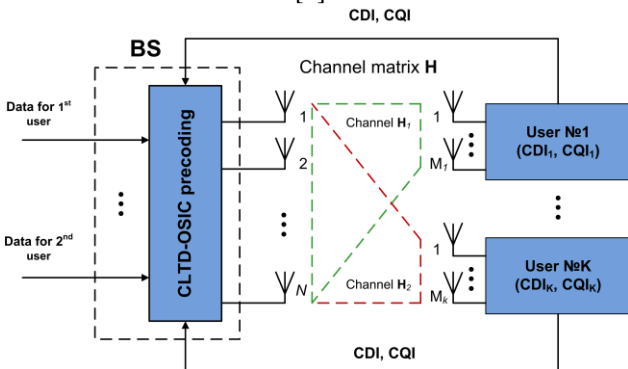 CDI, CQI
BS
Channel matrix H
Data for 1st
user
CLTD-OSIC precoding
1
Channel H1
1
User №1
(CDI1, CQI1)
2
M1
Data for 2nd
user
1
User №K
(CDIK, CQIK)
N
Channel H2
Mk
CDI, CQI